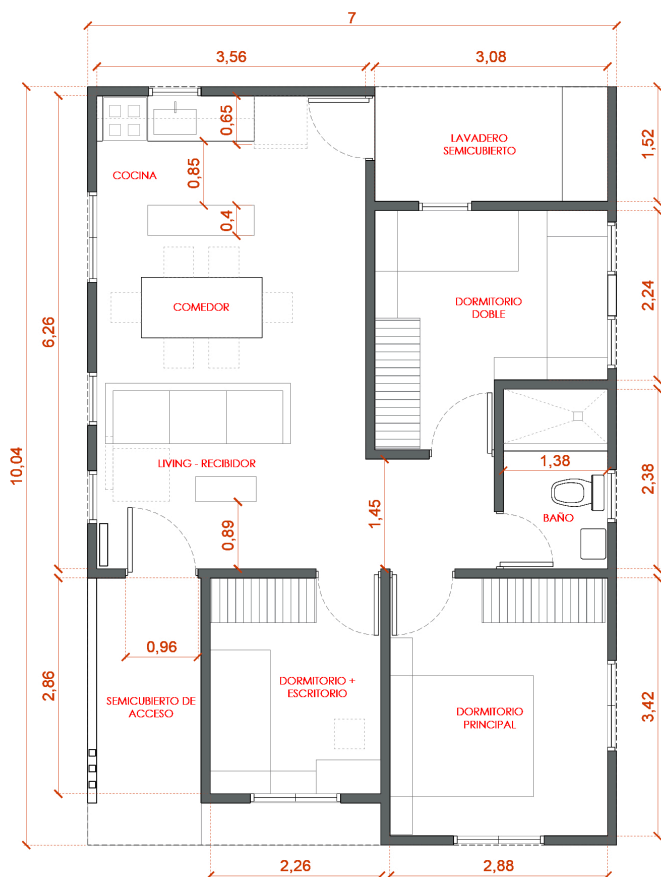 7
3,56
3,08
0,65
LAVADERO
SEMICUBIERTO
1,52
COCINA
0,85
0,4
COMEDOR
DORMITORIO
DOBLE
2,24
6,26
10,04
LIVING - RECIBIDOR
1,38
2,38
BAÑO
1,45
0,89
0,96
2,86
SEMICUBIERTO DE
ACCESO
DORMITORIO +
ESCRITORIO
DORMITORIO
PRINCIPAL
3,42
2,26
2,88